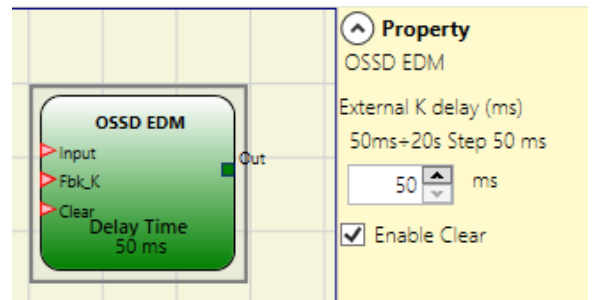 OSSD EDM
Input
Out
Fbk_K
Clear
Delay Time
50 ms
Property
OSSD EDM
External K delay (ms)
50ms÷20s Step 50 ms
50 ms
Enable Clear